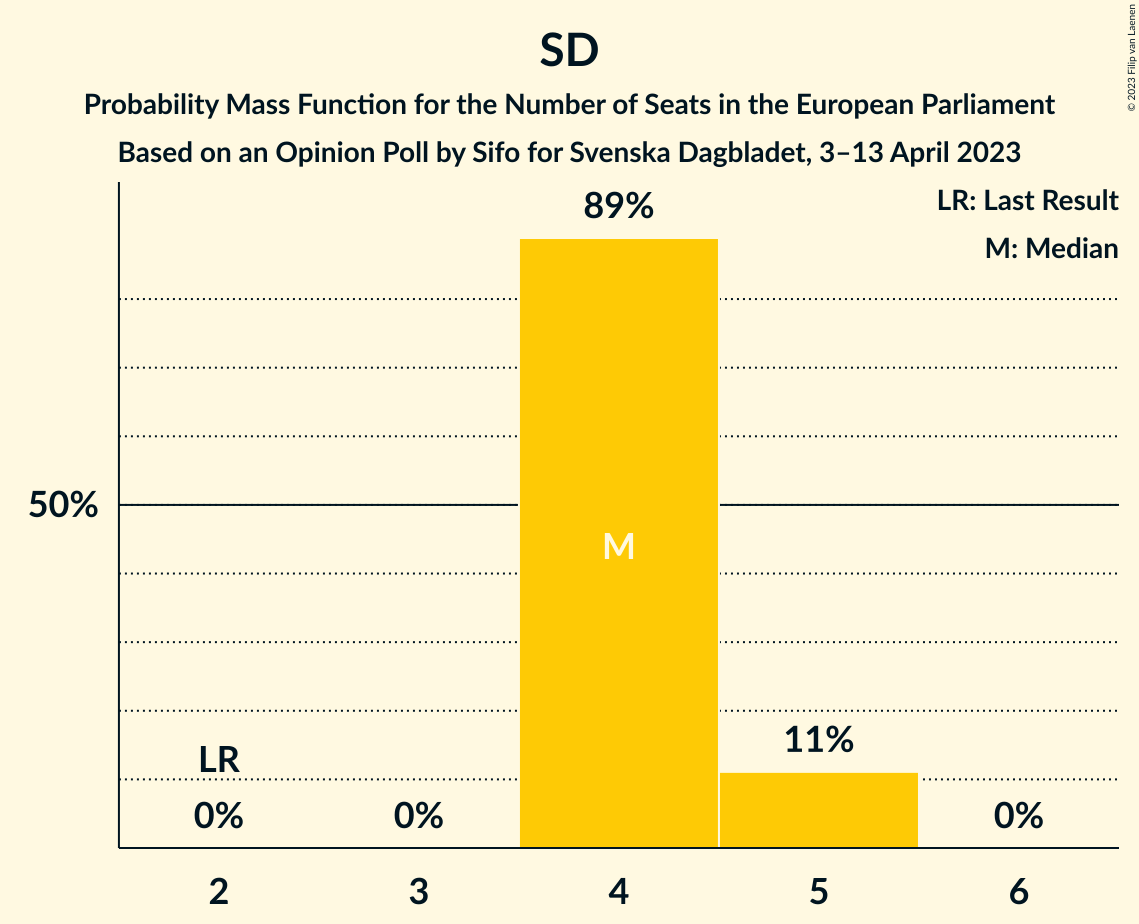 SD
Probability Mass Function for the Number of Seats in the European Parliament
Based on an Opinion Poll by Sifo for Svenska Dagbladet, 3–13 April 2023
© 2023 Filip van Laenen
LR: Last Result
M: Median
89%
50%
M
11%
LR
0%
0%
0%
2
3
4
5
6